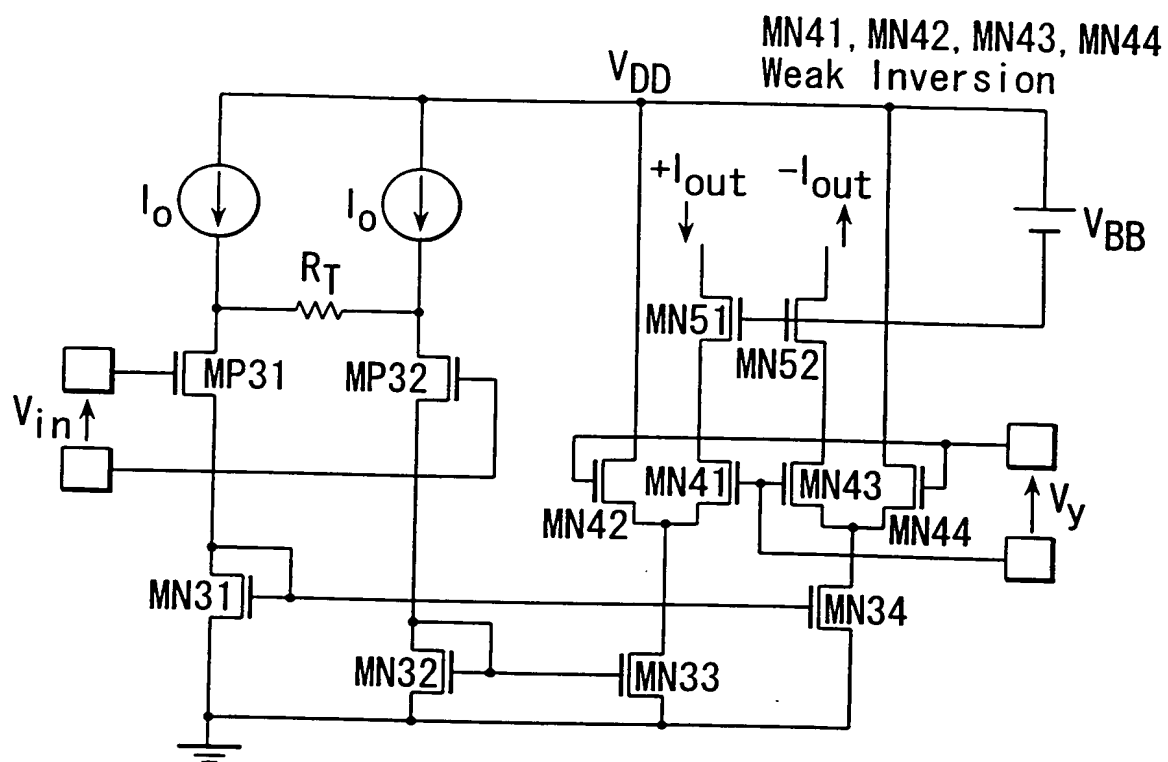 MN41, MN42, MN43, MN44
Weak Inversion
VDD
+Iout
-Iout
Io
Io
VBB
RT
MN51
MN52
MP31
MP32
Vin
MN41
MN43
MN42
MN44
Vy
MN31
MN34
MN32
MN33